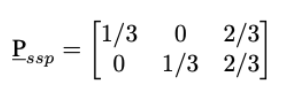 P_ssp = [1/3 0 2/3
0 1/3 2/3]